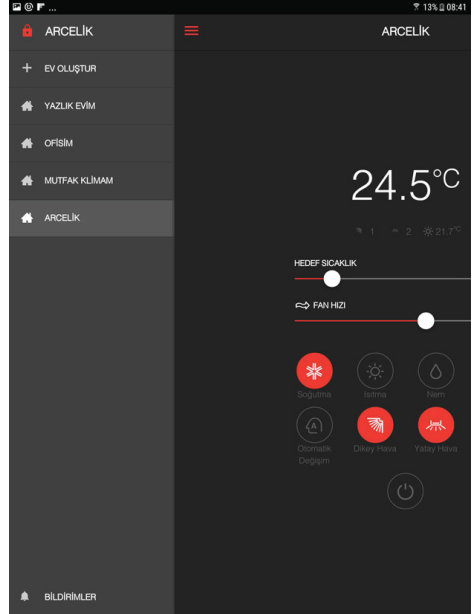 ... 13% 08:41
ARCELİK
EV OLUŞTUR
YAZLIK EVİM
OFİSİM
MUTFAK KLİMAM
ARCELİK
BİLDİRİMLER
ARCELİK
24.5°C
1 2 21.7°C
HEDEF SICAKLIK
FAN HIZI
Soğutma Isıtma Nem
A
Otomatik Dikey Hava Yatay Hava
Değişim